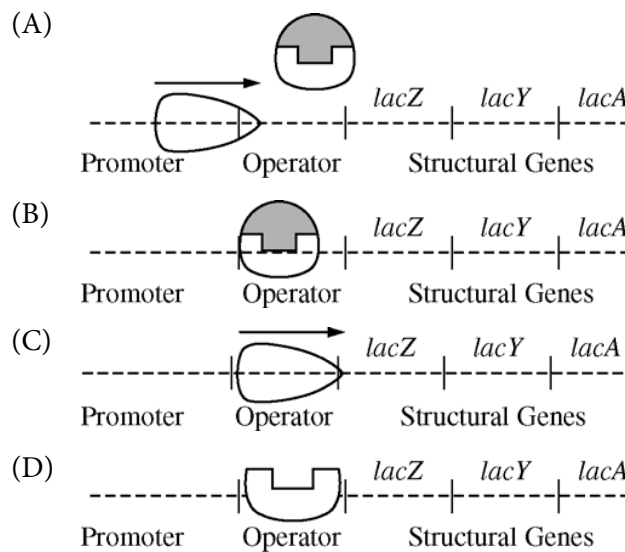 (A)
lacZ lacY lacA
Promoter Operator Structural Genes
(B)
lacZ lacY lacA
Promoter Operator Structural Genes
(C)
lacZ lacY lacA
Promoter Operator Structural Genes
(D)
lacZ lacY lacA
Promoter Operator Structural Genes